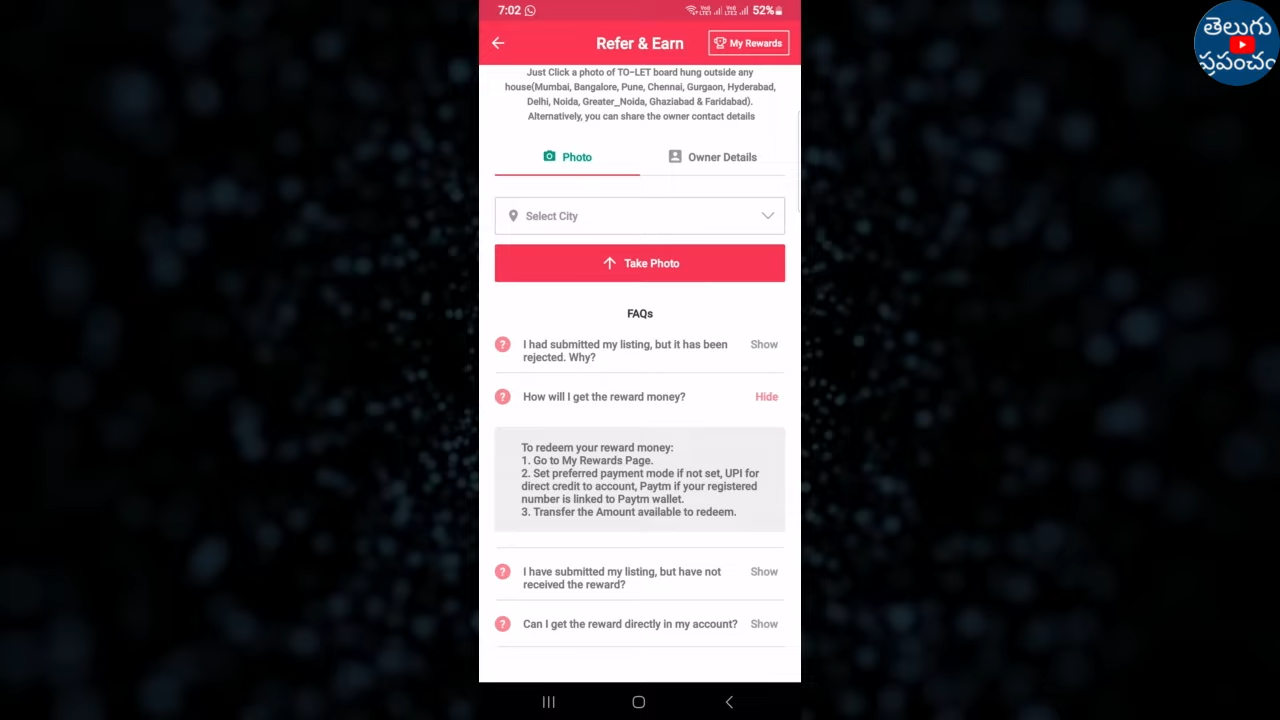 7:02
52%
తెలుగు
ప్రపంచం
Refer & Earn
My Rewards
Just Click a photo of TO-LET board hung outside any
house(Mumbai, Bangalore, Pune, Chennai, Gurgaon, Hyderabad,
Delhi, Noida, Greater_Noida, Ghaziabad & Faridabad).
Alternatively, you can share the owner contact details
Photo
Owner Details
Select City
Take Photo
FAQs
I had submitted my listing, but it has been
rejected. Why?
Show
How will I get the reward money?
Hide
To redeem your reward money:
1. Go to My Rewards Page.
2. Set preferred payment mode if not set, UPI for
direct credit to account, Paytm if your registered
number is linked to Paytm wallet.
3. Transfer the Amount available to redeem.
I have submitted my listing, but have not
received the reward?
Show
Can I get the reward directly in my account?
Show